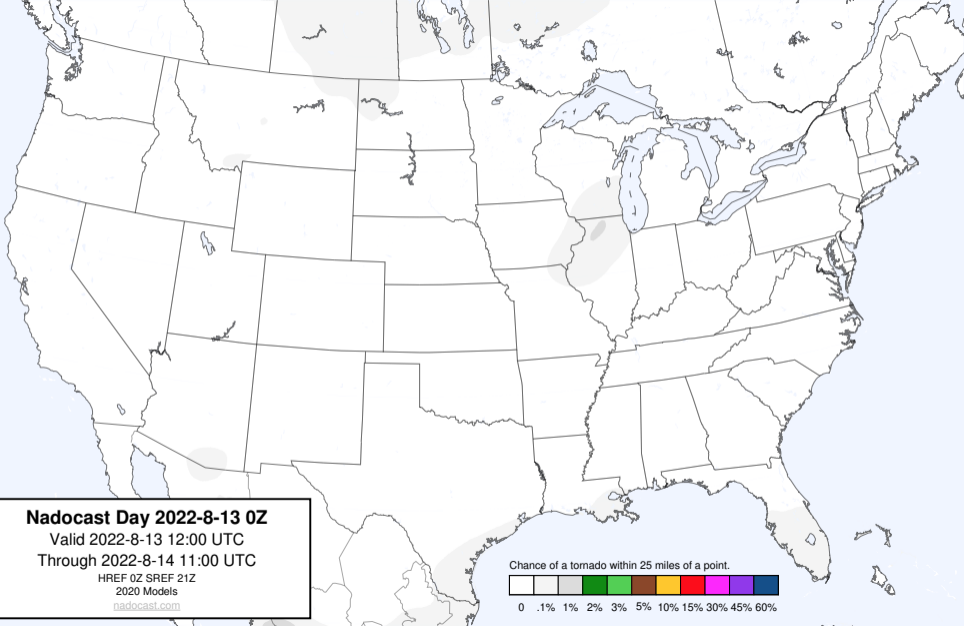 Nadocast Day 2022-8-13 0Z
Valid 2022-8-13 12:00 UTC
Through 2022-8-14 11:00 UTC
HREF 0Z SREF 21Z
2020 Models
nadocast.com
Chance of a tornado within 25 miles of a point.
0 .1% 1% 2% 3% 5% 10% 15% 30% 45% 60%